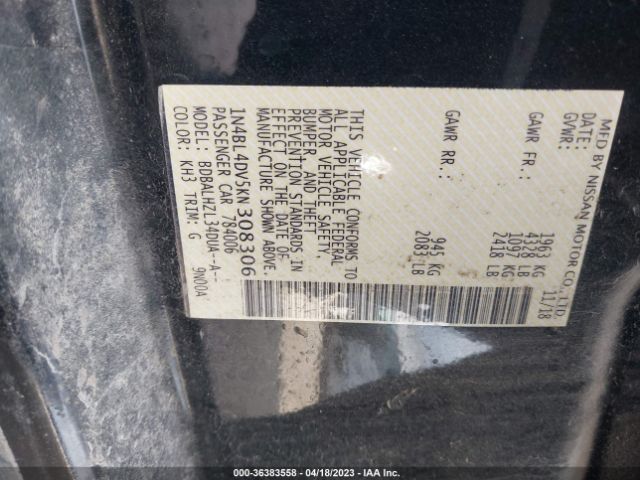 MFD BY NISSAN MOTOR CO., LTD.
DATE: 11/18
GVWR: 1963 KG
4328 LB
GAWR FR: 1097 KG
2418 LB
GAWR RR: 945 KG
2083 LB
THIS VEHICLE CONFORMS TO
ALL APPLICABLE FEDERAL
MOTOR VEHICLE SAFETY,
BUMPER, AND THEFT
PREVENTION STANDARDS IN
EFFECT ON THE DATE OF
MANUFACTURE SHOWN ABOVE.
1N4BL4DV5KN308306
PASSENGER CAR 784006
MODEL: BDBALHZL34DUA--A--
COLOR: KH3 TRIM: G 9N00A
000-36383558 - 04/18/2023 - IAA Inc.